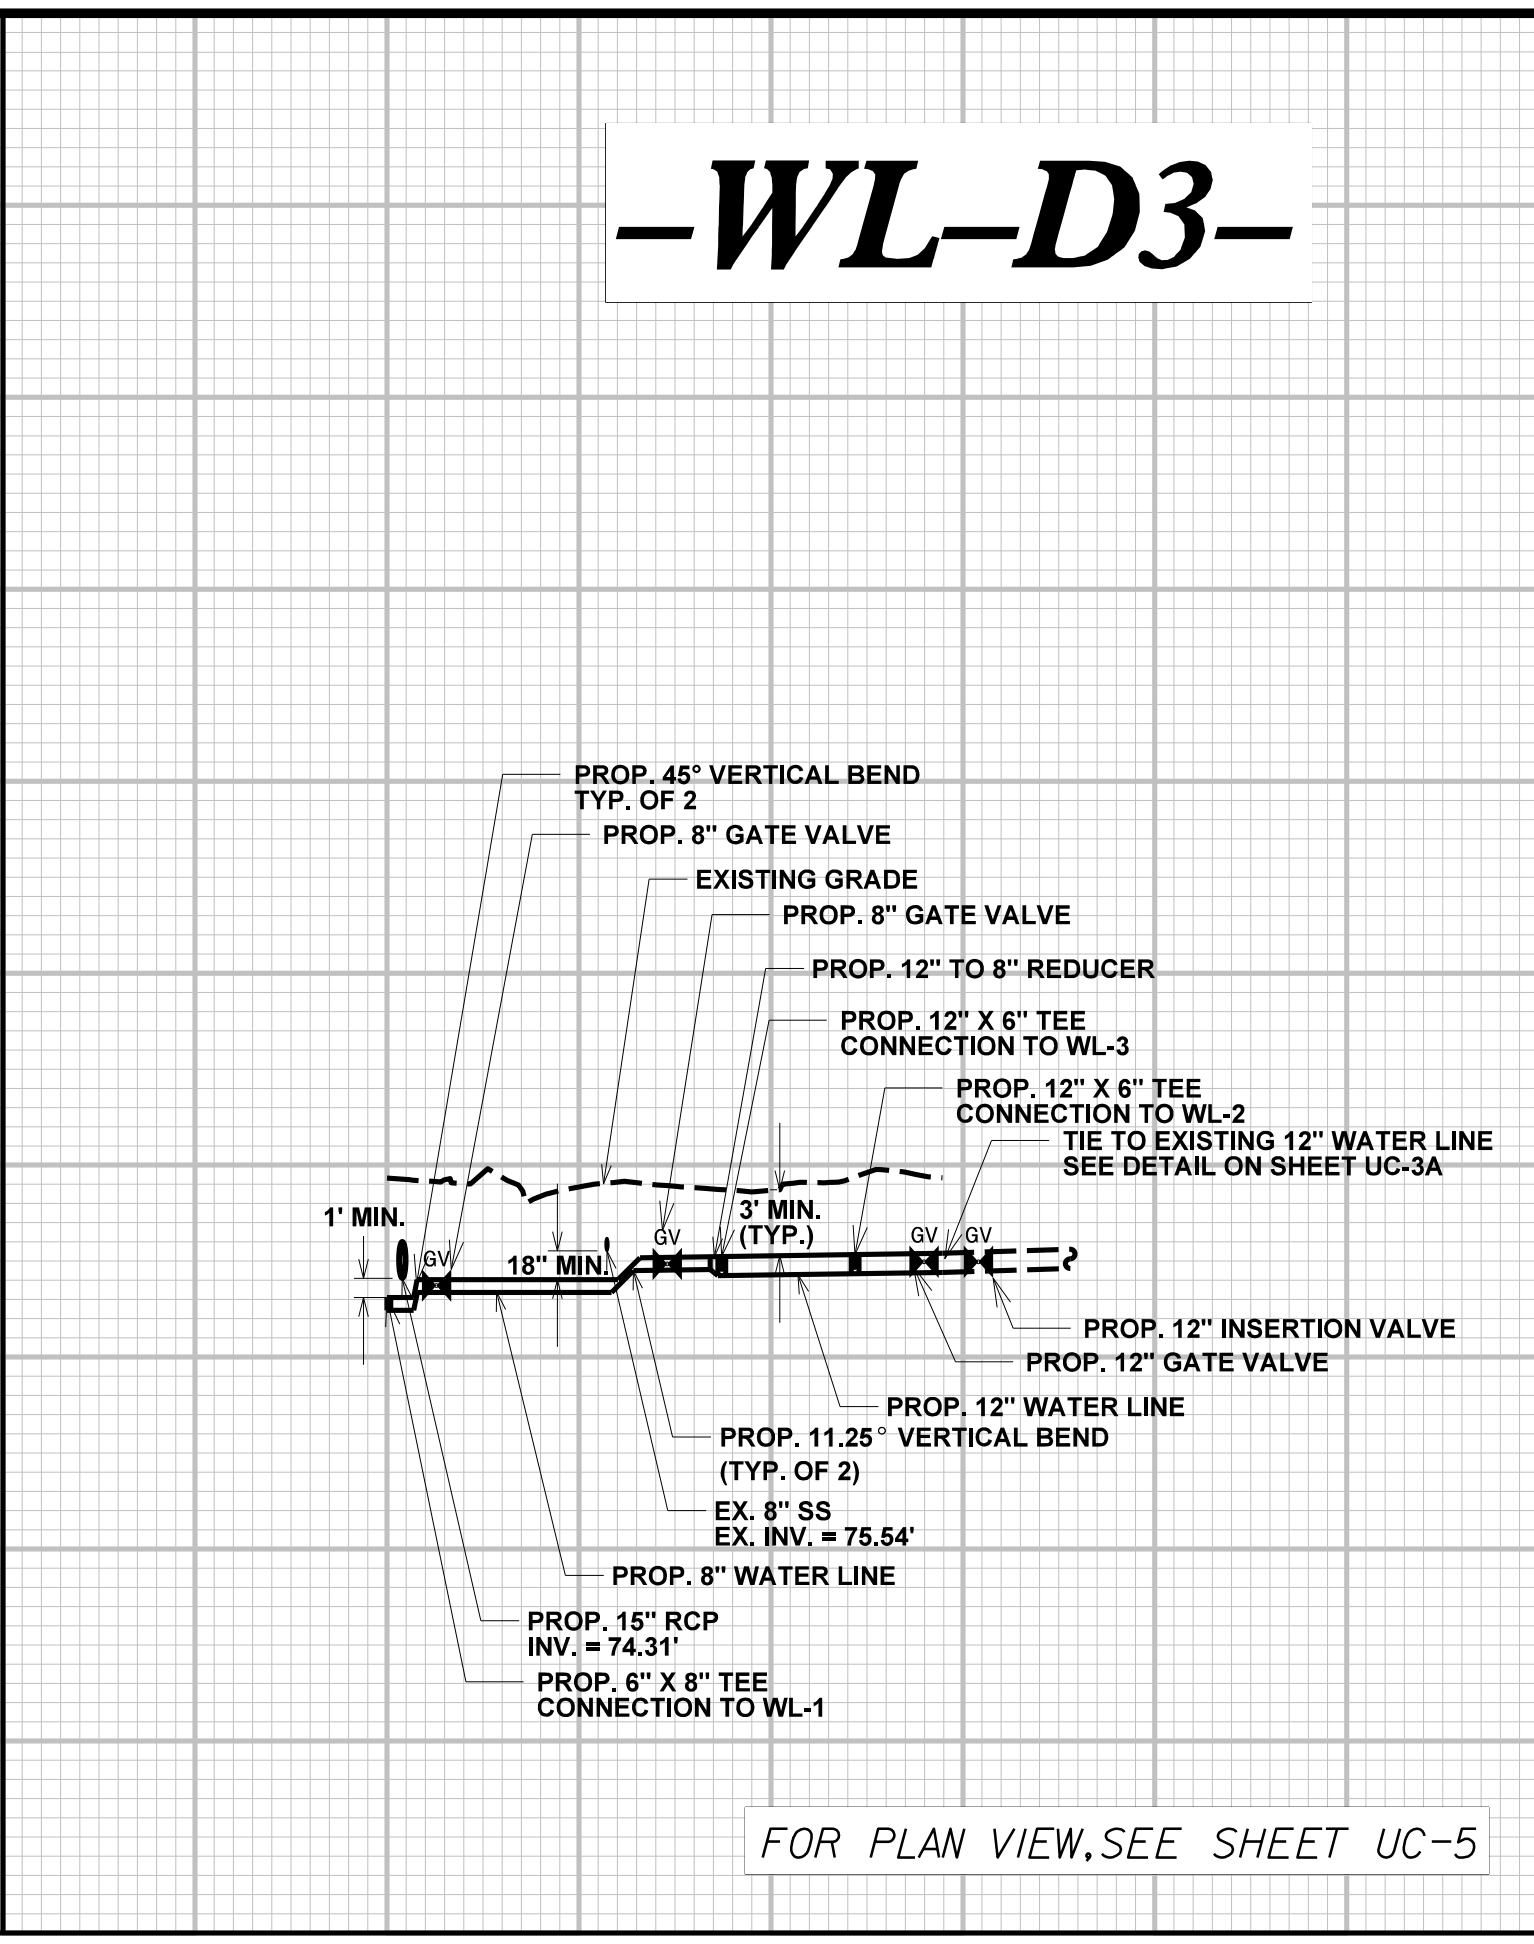 -WL-D3-
PROP. 45° VERTICAL BEND
TYP. OF 2
PROP. 8" GATE VALVE
EXISTING GRADE
PROP. 8" GATE VALVE
PROP. 12" TO 8" REDUCER
PROP. 12" X 6" TEE
CONNECTION TO WL-3
PROP. 12" X 6" TEE
CONNECTION TO WL-2
TIE TO EXISTING 12" WATER LINE
SEE DETAIL ON SHEET UC-3A
1' MIN.
3' MIN.
(TYP.)
GV
GV
GV
GV
18" MIN.
PROP. 12" INSERTION VALVE
PROP. 12" GATE VALVE
PROP. 12" WATER LINE
PROP. 11.25° VERTICAL BEND
(TYP. OF 2)
EX. 8" SS
EX. INV. = 75.54'
PROP. 8" WATER LINE
PROP. 15" RCP
INV. = 74.31'
PROP. 6" X 8" TEE
CONNECTION TO WL-1
FOR PLAN VIEW, SEE SHEET UC-5